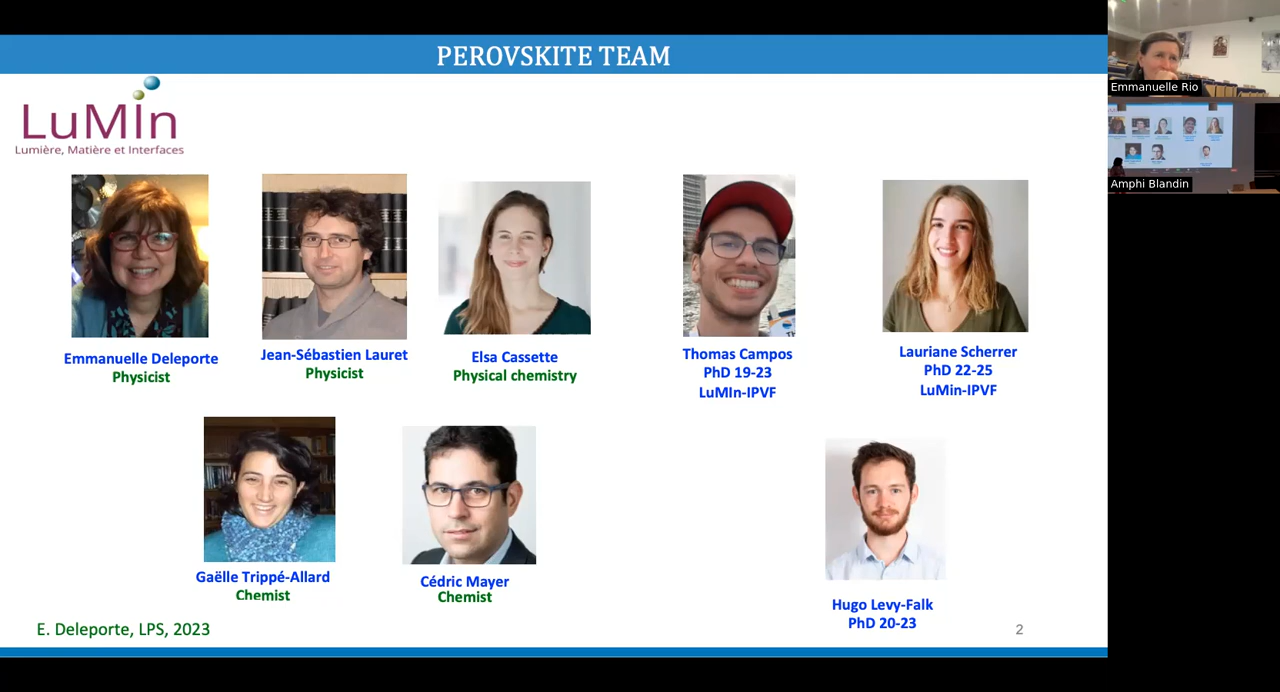 PEROVSKITE TEAM
LuMIn
Lumière, Matière et Interfaces
Emmanuelle Deleporte
Physicist
Jean-Sébastien Lauret
Physicist
Elsa Cassette
Physical chemistry
Thomas Campos
PhD 19-23
LuMIn-IPVF
Lauriane Scherrer
PhD 22-25
LuMin-IPVF
Gaëlle Trippé-Allard
Chemist
Cédric Mayer
Chemist
Hugo Levy-Falk
PhD 20-23
E. Deleporte, LPS, 2023
2
Emmanuelle Rio
Amphi Blandin